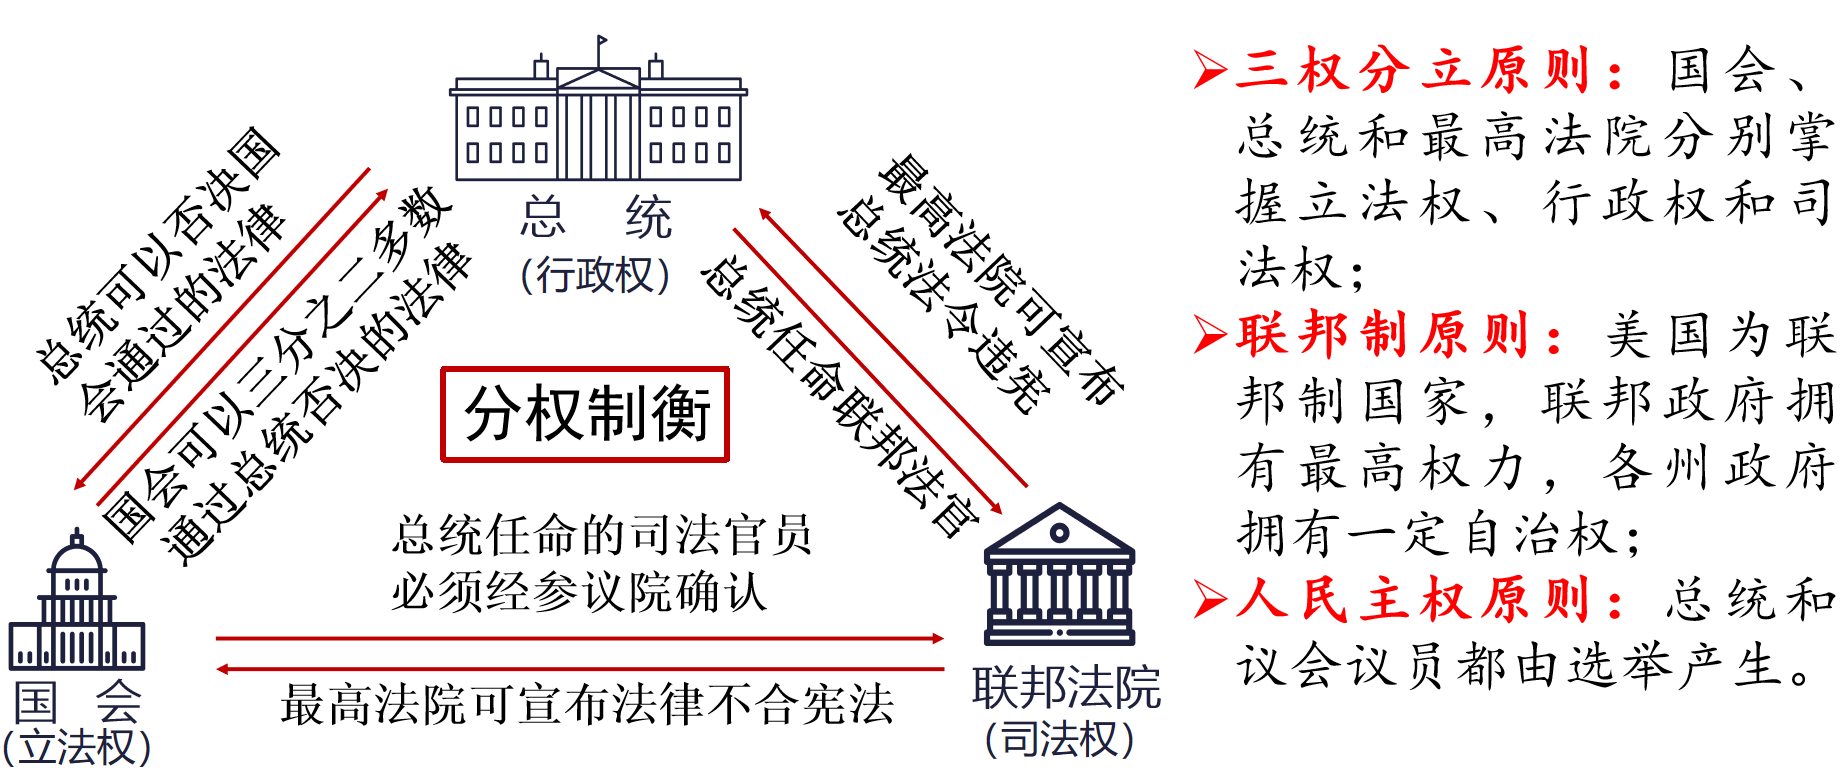 总统可以否决国
会通过的法律
国会可以三分之二多数
通过总统否决的法律
总 统
（行政权）
最高法院可宣布
总统法令违宪
总统任命联邦法官
分权制衡
总统任命的司法官员
必须经参议院确认
最高法院可宣布法律不合宪法
国 会
（立法权）
联邦法院
（司法权）
➢三权分立原则：国会、
总统和最高法院分别掌
握立法权、行政权和司
法权；
➢联邦制原则：美国为联
邦制国家，联邦政府拥
有最高权力，各州政府
拥有一定自治权；
➢人民主权原则：总统和
议会议员都由选举产生。